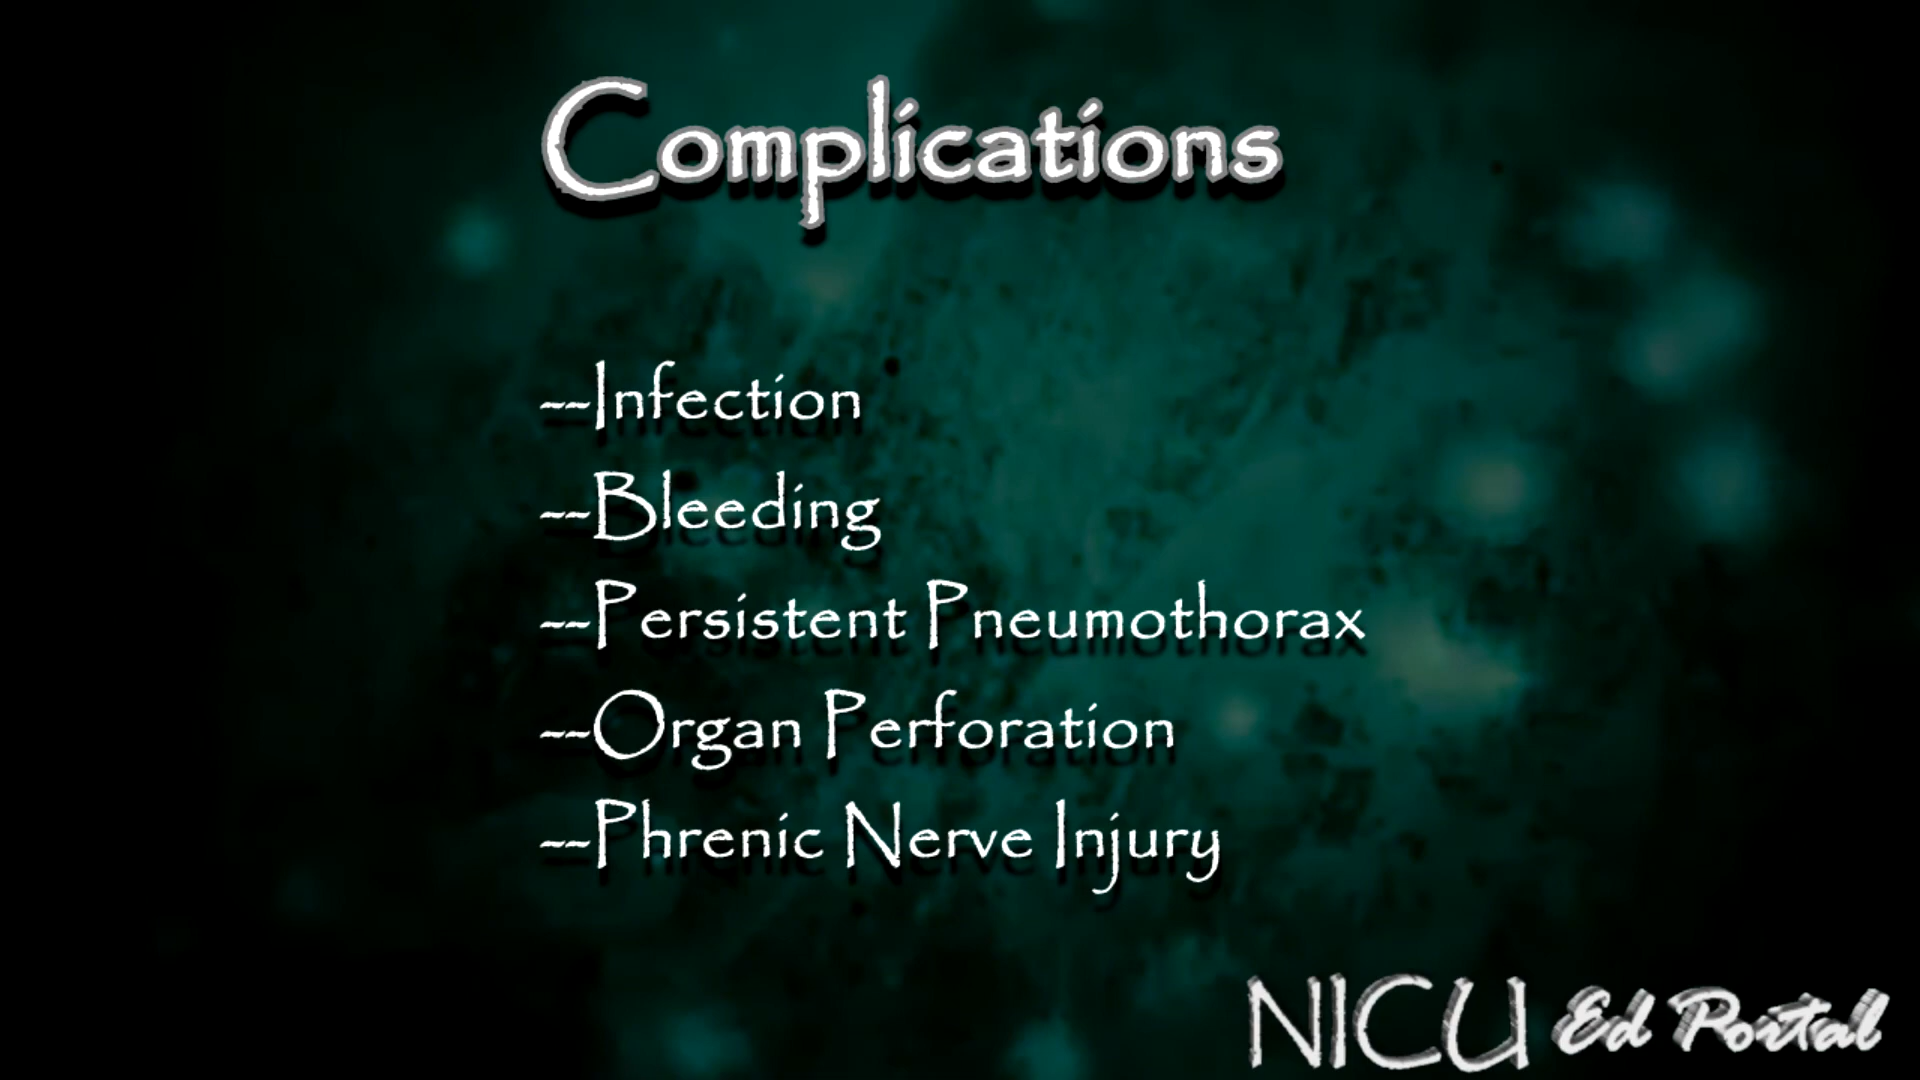 Complications
--Infection
--Bleeding
--Persistent Pneumothorax
--Organ Perforation
--Phrenic Nerve Injury
NICU Ed Portal